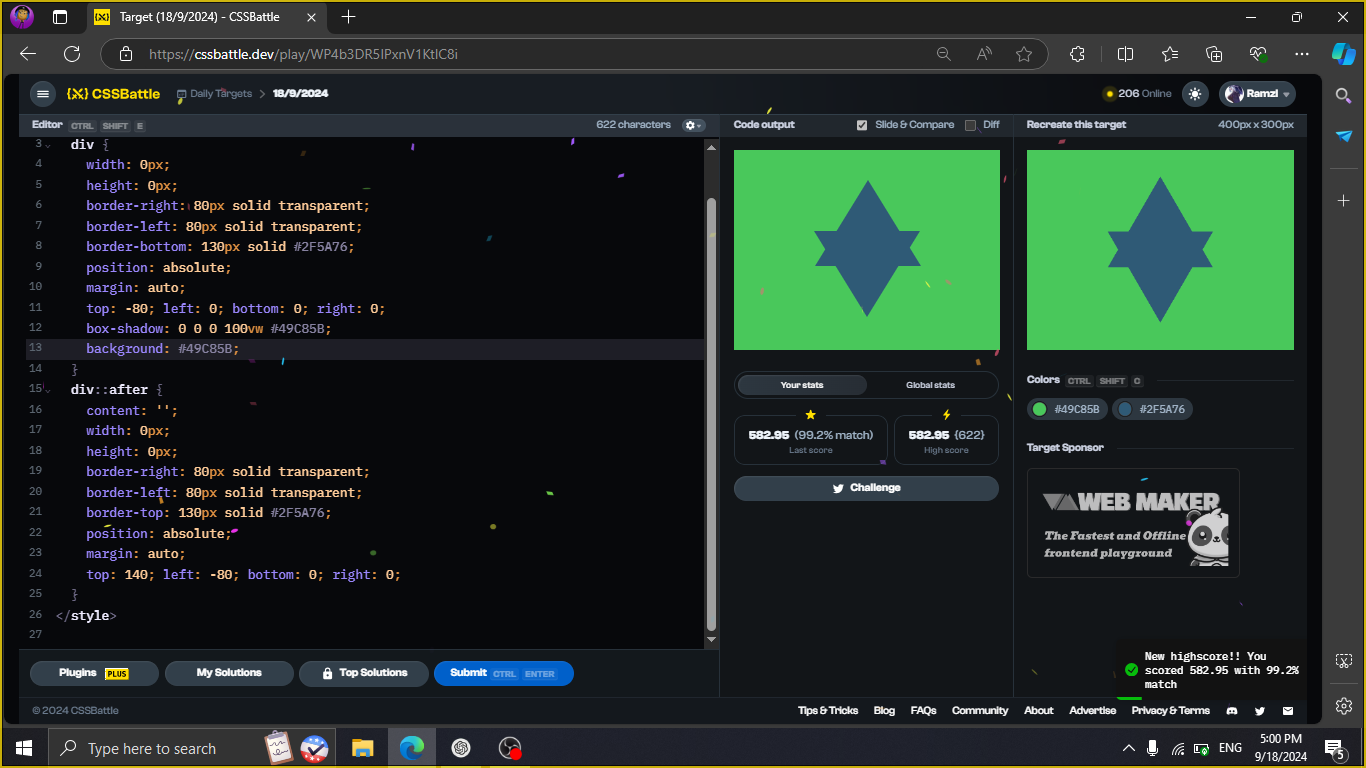 Target (18/9/2024) - CSSBattle
https://cssbattle.dev/play/WP4b3DR5IPxnV1KtlC8i
CSSBattle
Daily Targets > 18/9/2024
206 Online
Ramzi
Editor CTRL SHIFT E
622 characters
Code output
Slide & Compare
Diff
Recreate this target
400px x 300px
3 div {
4 width: 0px;
5 height: 0px;
6 border-right: 80px solid transparent;
7 border-left: 80px solid transparent;
8 border-bottom: 130px solid #2F5A76;
9 position: absolute;
10 margin: auto;
11 top: -80; left: 0; bottom: 0; right: 0;
12 box-shadow: 0 0 0 100vw #49C85B;
13 background: #49C85B;
14 }
15 div::after {
16 content: '';
17 width: 0px;
18 height: 0px;
19 border-right: 80px solid transparent;
20 border-left: 80px solid transparent;
21 border-top: 130px solid #2F5A76;
22 position: absolute;
23 margin: auto;
24 top: 140; left: -80; bottom: 0; right: 0;
25 }
26 </style>
27
Your stats
Global stats
582.95 (99.2% match)
Last score
582.95 {622}
High score
Challenge
Colors CTRL SHIFT C
#49C85B
#2F5A76
Target Sponsor
WEB MAKER
The Fastest and Offline
frontend playground
New highscore!! You
scored 582.95 with 99.2%
match
Plugins PLUS
My Solutions
Top Solutions
Submit CTRL ENTER
© 2024 CSSBattle
Tips & Tricks
Blog
FAQs
Community
About
Advertise
Privacy & Terms
Type here to search
ENG
5:00 PM
9/18/2024
5